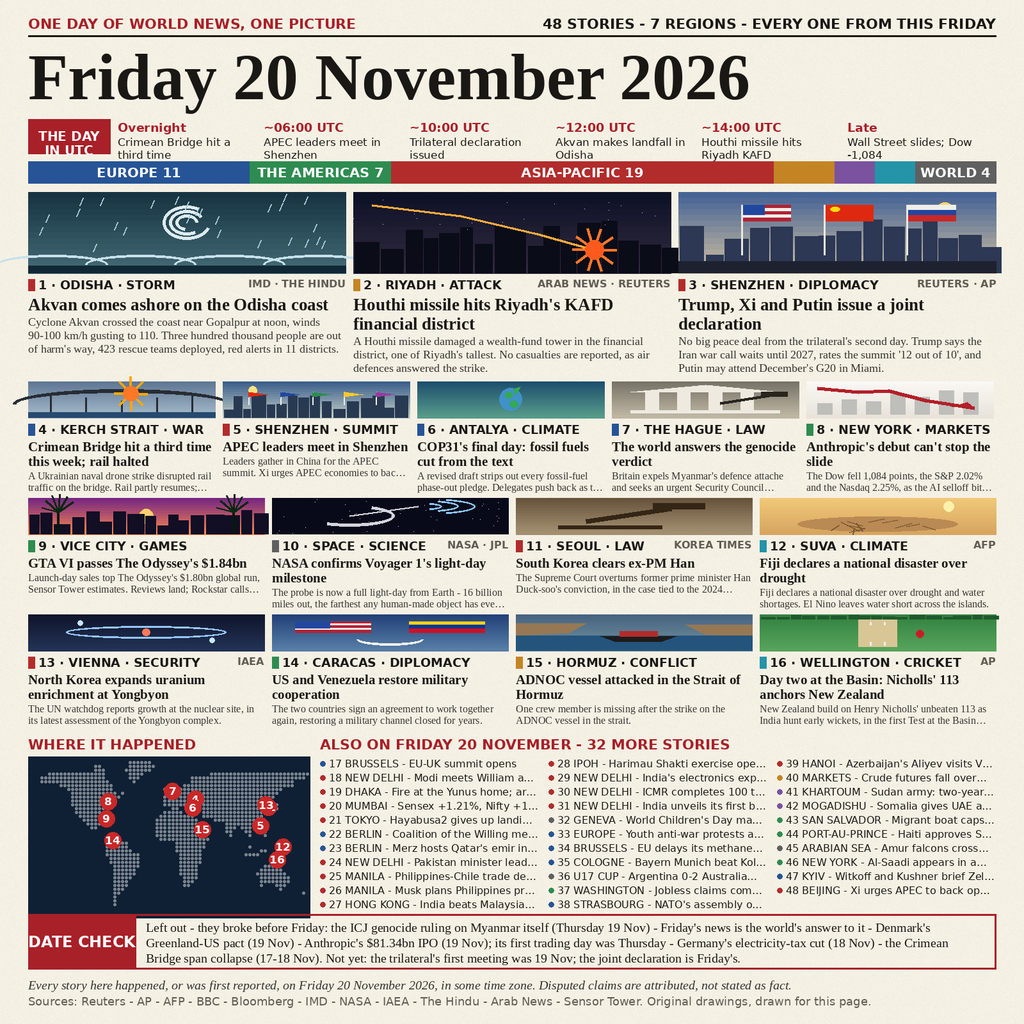 ONE DAY OF WORLD NEWS, ONE PICTURE
48 STORIES - 7 REGIONS - EVERY ONE FROM THIS FRIDAY
Friday 20 November 2026
THE DAY
IN UTC
Overnight
Crimean Bridge hit a
third time
~06:00 UTC
APEC leaders meet in
Shenzhen
~10:00 UTC
Trilateral declaration
issued
~12:00 UTC
Akvan makes landfall in
Odisha
~14:00 UTC
Houthi missile hits
Riyadh KAFD
Late
Wall Street slides; Dow
-1,084
EUROPE 11
THE AMERICAS 7
ASIA-PACIFIC 19
WORLD 4
1 · ODISHA · STORM
IMD · THE HINDU
Akvan comes ashore on the Odisha coast
Cyclone Akvan crossed the coast near Gopalpur at noon, winds
90-100 km/h gusting to 110. Three hundred thousand people are out
of harm's way, 423 rescue teams deployed, red alerts in 11 districts.
2 · RIYADH · ATTACK
ARAB NEWS · REUTERS
Houthi missile hits Riyadh's KAFD
financial district
A Houthi missile damaged a wealth-fund tower in the financial
district, one of Riyadh's tallest. No casualties are reported, as air
defences answered the strike.
3 · SHENZHEN · DIPLOMACY
REUTERS · AP
Trump, Xi and Putin issue a joint
declaration
No big peace deal from the trilateral's second day. Trump says the
Iran war call waits until 2027, rates the summit '12 out of 10', and
Putin may attend December's G20 in Miami.
4 · KERCH STRAIT · WAR
Crimean Bridge hit a third time
this week; rail halted
A Ukrainian naval drone strike disrupted rail
traffic on the bridge. Rail partly resumes;…
5 · SHENZHEN · SUMMIT
APEC leaders meet in Shenzhen
Leaders gather in China for the APEC
summit. Xi urges APEC economies to bac…
6 · ANTALYA · CLIMATE
COP31's final day: fossil fuels
cut from the text
A revised draft strips out every fossil-fuel
phase-out pledge. Delegates push back as t…
7 · THE HAGUE · LAW
The world answers the genocide
verdict
Britain expels Myanmar's defence attache
and seeks an urgent Security Council…
8 · NEW YORK · MARKETS
Anthropic's debut can't stop the
slide
The Dow fell 1,084 points, the S&P 2.02%
and the Nasdaq 2.25%, as the AI selloff bit…
9 · VICE CITY · GAMES
GTA VI passes The Odyssey's $1.84bn
Launch-day sales top The Odyssey's $1.80bn global run,
Sensor Tower estimates. Reviews land; Rockstar calls…
10 · SPACE · SCIENCE
NASA · JPL
NASA confirms Voyager 1's light-day
milestone
The probe is now a full light-day from Earth - 16 billion
miles out, the farthest any human-made object has eve…
11 · SEOUL · LAW
KOREA TIMES
South Korea clears ex-PM Han
The Supreme Court overturns former prime minister Han
Duck-soo's conviction, in the case tied to the 2024…
12 · SUVA · CLIMATE
AFP
Fiji declares a national disaster over
drought
Fiji declares a national disaster over drought and water
shortages. El Nino leaves water short across the islands.
13 · VIENNA · SECURITY
IAEA
North Korea expands uranium
enrichment at Yongbyon
The UN watchdog reports growth at the nuclear site, in
its latest assessment of the Yongbyon complex.
14 · CARACAS · DIPLOMACY
US and Venezuela restore military
cooperation
The two countries sign an agreement to work together
again, restoring a military channel closed for years.
15 · HORMUZ · CONFLICT
ADNOC vessel attacked in the Strait of
Hormuz
One crew member is missing after the strike on the
ADNOC vessel in the strait.
16 · WELLINGTON · CRICKET
AP
Day two at the Basin: Nicholls' 113
anchors New Zealand
New Zealand build on Henry Nicholls' unbeaten 113 as
India hunt early wickets, in the first Test at the Basin…
WHERE IT HAPPENED
8
9
14
7
4
6
15
13
5
12
16
ALSO ON FRIDAY 20 NOVEMBER - 32 MORE STORIES
17 BRUSSELS - EU-UK summit opens
18 NEW DELHI - Modi meets William a…
19 DHAKA - Fire at the Yunus home; ar…
20 MUMBAI - Sensex +1.21%, Nifty +1…
21 TOKYO - Hayabusa2 gives up landi…
22 BERLIN - Coalition of the Willing me…
23 BERLIN - Merz hosts Qatar's emir in…
24 NEW DELHI - Pakistan minister lead…
25 MANILA - Philippines-Chile trade de…
26 MANILA - Musk plans Philippines pr…
27 HONG KONG - India beats Malaysia…
28 IPOH - Harimau Shakti exercise ope…
29 NEW DELHI - India's electronics exp…
30 NEW DELHI - ICMR completes 100 t…
31 NEW DELHI - India unveils its first b…
32 GENEVA - World Children's Day ma…
33 EUROPE - Youth anti-war protests a…
34 BRUSSELS - EU delays its methane…
35 COLOGNE - Bayern Munich beat Kol…
36 U17 CUP - Argentina 0-2 Australia…
37 WASHINGTON - Jobless claims com…
38 STRASBOURG - NATO's assembly o…
39 HANOI - Azerbaijan's Aliyev visits V…
40 MARKETS - Crude futures fall over…
41 KHARTOUM - Sudan army: two-year…
42 MOGADISHU - Somalia gives UAE a…
43 SAN SALVADOR - Migrant boat caps…
44 PORT-AU-PRINCE - Haiti approves S…
45 ARABIAN SEA - Amur falcons cross…
46 NEW YORK - Al-Saadi appears in a…
47 KYIV - Witkoff and Kushner brief Zel…
48 BEIJING - Xi urges APEC to back op…
DATE CHECK
Left out - they broke before Friday: the ICJ genocide ruling on Myanmar itself (Thursday 19 Nov) - Friday's news is the world's answer to it - Denmark's
Greenland-US pact (19 Nov) - Anthropic's $81.34bn IPO (19 Nov); its first trading day was Thursday - Germany's electricity-tax cut (18 Nov) - the Crimean
Bridge span collapse (17-18 Nov). Not yet: the trilateral's first meeting was 19 Nov; the joint declaration is Friday's.
Every story here happened, or was first reported, on Friday 20 November 2026, in some time zone. Disputed claims are attributed, not stated as fact.
Sources: Reuters - AP - AFP - BBC - Bloomberg - IMD - NASA - IAEA - The Hindu - Arab News - Sensor Tower. Original drawings, drawn for this page.